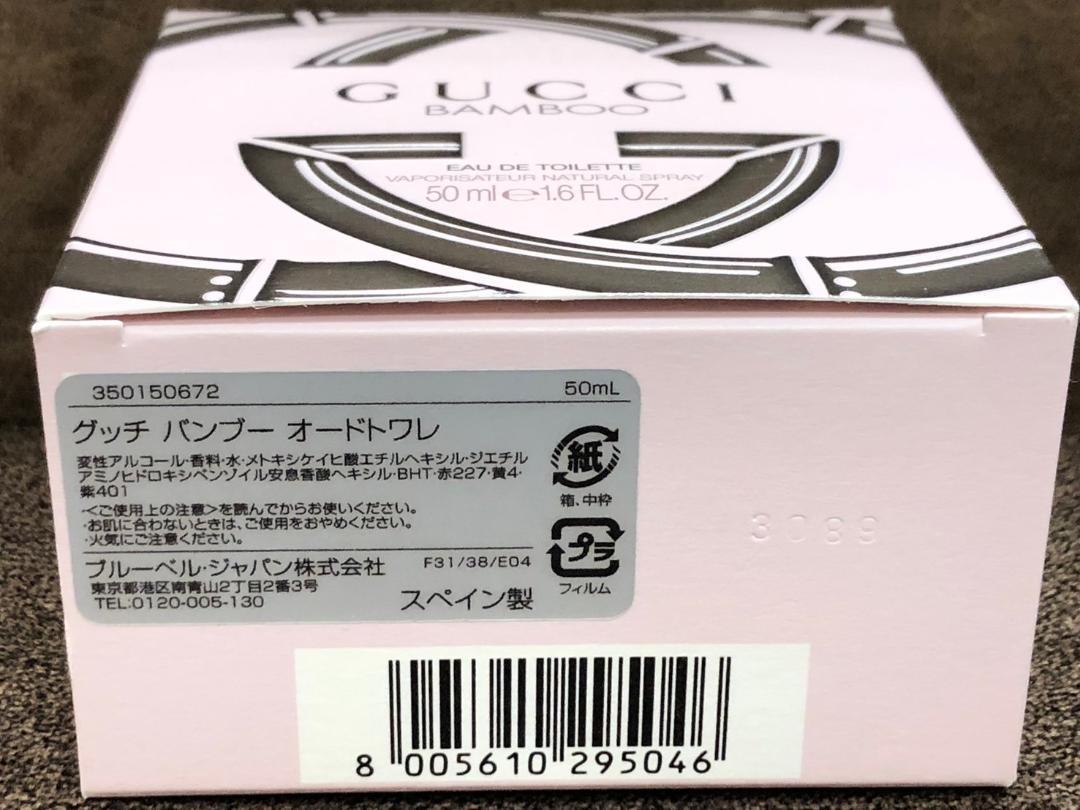 GUCCI
BAMBOO
EAU DE TOILETTE
VAPORISATEUR NATURAL SPRAY
50 ml e 1.6 FL.OZ.
350150672 50mL
グッチ バンブー オードトワレ
変性アルコール・香料・水・メトキシケイヒ酸エチルヘキシル・ジエチル
アミノヒドロキシベンゾイル安息香酸ヘキシル・BHT・赤227・黄4・
紫401
<ご使用上の注意>を読んでからお使いください。
・お肌に合わないときは、ご使用をおやめください。
・火気にご注意ください。
紙
箱、中枠
プラ
フィルム
ブルーベル・ジャパン株式会社 F31/38/E04
東京都港区南青山2丁目2番3号
TEL:0120-005-130 スペイン製
3089
8 005610 295046